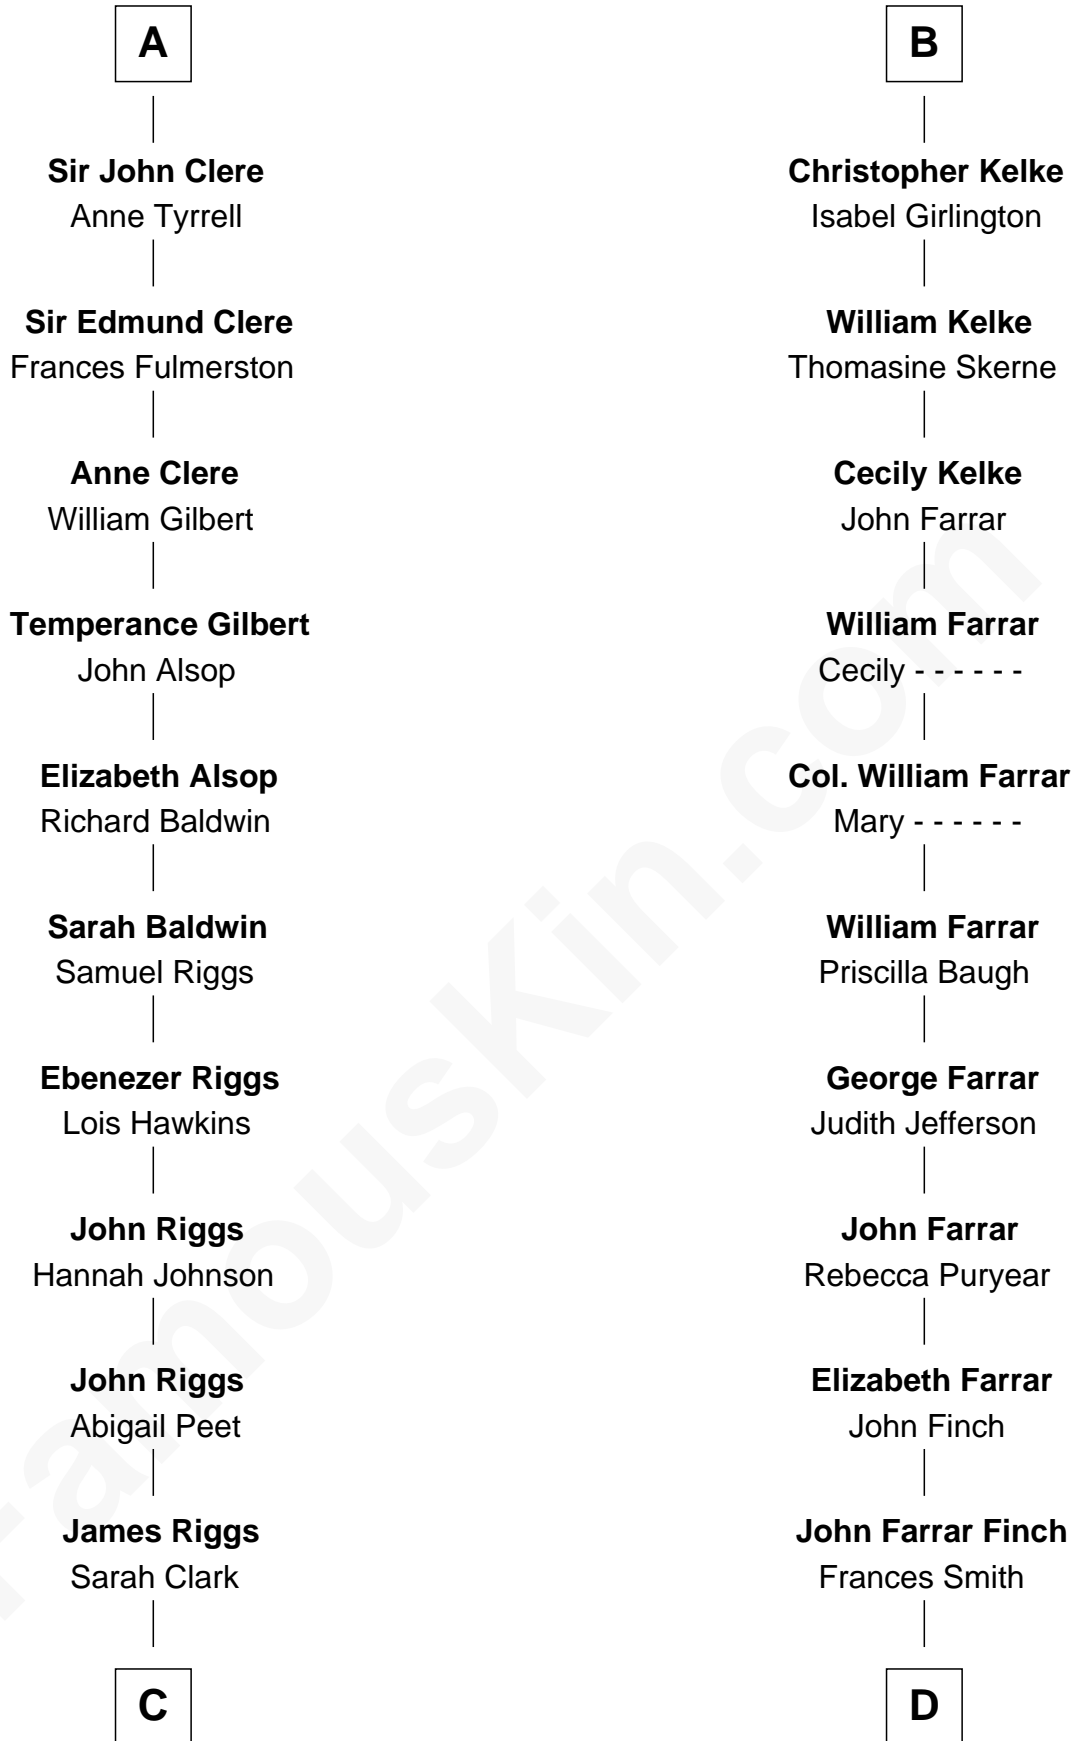 A
Sir John Clere
Anne Tyrrell
Sir Edmund Clere
Frances Fulmerston
Anne Clere
William Gilbert
Temperance Gilbert
John Alsop
Elizabeth Alsop
Richard Baldwin
Sarah Baldwin
Samuel Riggs
Ebenezer Riggs
Lois Hawkins
John Riggs
Hannah Johnson
John Riggs
Abigail Peet
James Riggs
Sarah Clark
C
B
Christopher Kelke
Isabel Girlington
William Kelke
Thomasine Skerne
Cecily Kelke
John Farrar
William Farrar
Cecily - - - - - -
Col. William Farrar
Mary - - - - - -
William Farrar
Priscilla Baugh
George Farrar
Judith Jefferson
John Farrar
Rebecca Puryear
Elizabeth Farrar
John Finch
John Farrar Finch
Frances Smith
D
FamousKin.com